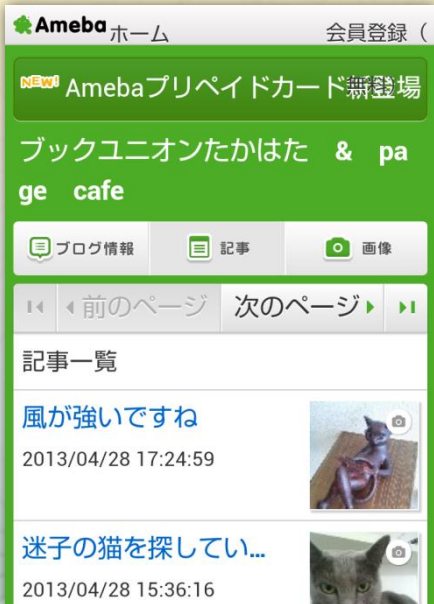 Ameba ホーム 会員登録（
NEW! Amebaプリペイドカード新登場
ブックユニオンたかはた　&　pa
ge　cafe
ブログ情報 記事 画像
前のページ 次のページ
記事一覧
風が強いですね
2013/04/28 17:24:59
迷子の猫を探してい...
2013/04/28 15:36:16